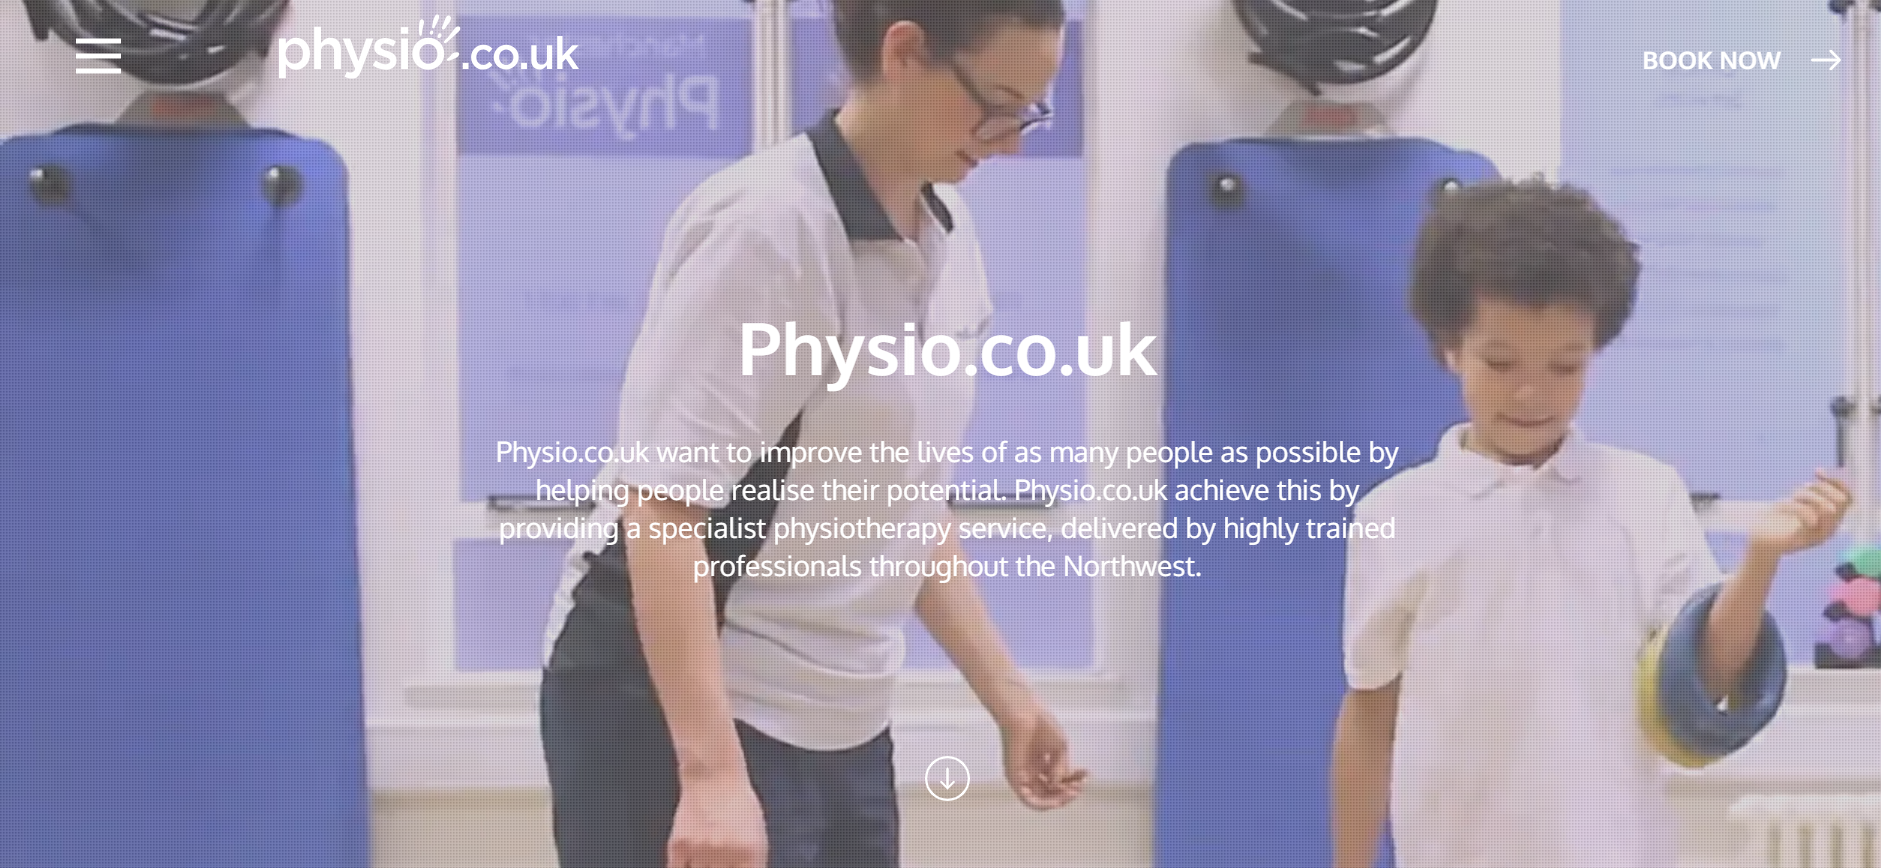 physio.co.uk
BOOK NOW
Manchester
Physio
Physio.co.uk
Physio.co.uk want to improve the lives of as many people as possible by
helping people realise their potential. Physio.co.uk achieve this by
providing a specialist physiotherapy service, delivered by highly trained
professionals throughout the Northwest.